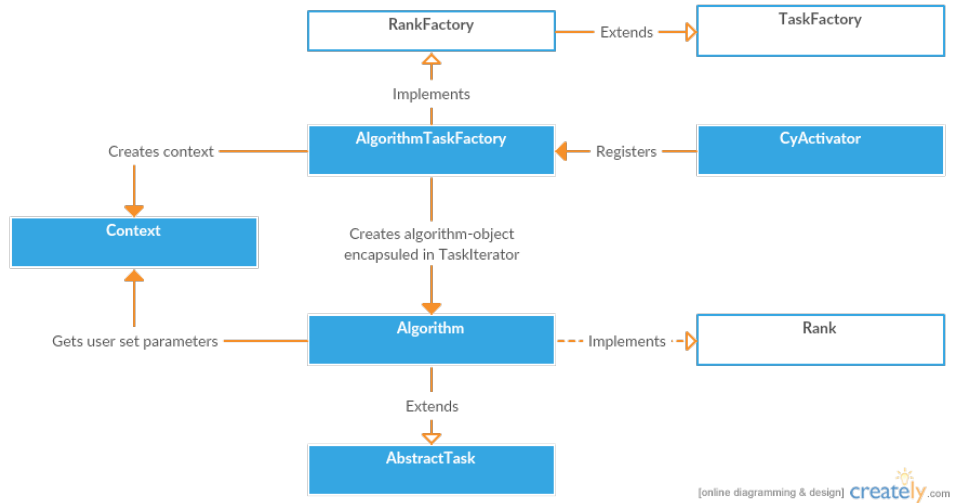 RankFactory
Extends
TaskFactory
Implements
AlgorithmTaskFactory
Registers
CyActivator
Creates context
Context
Creates algorithm-object
encapsuled in TaskIterator
Gets user set parameters
Algorithm
Implements
Rank
Extends
AbstractTask
[online diagramming & design] creately.com